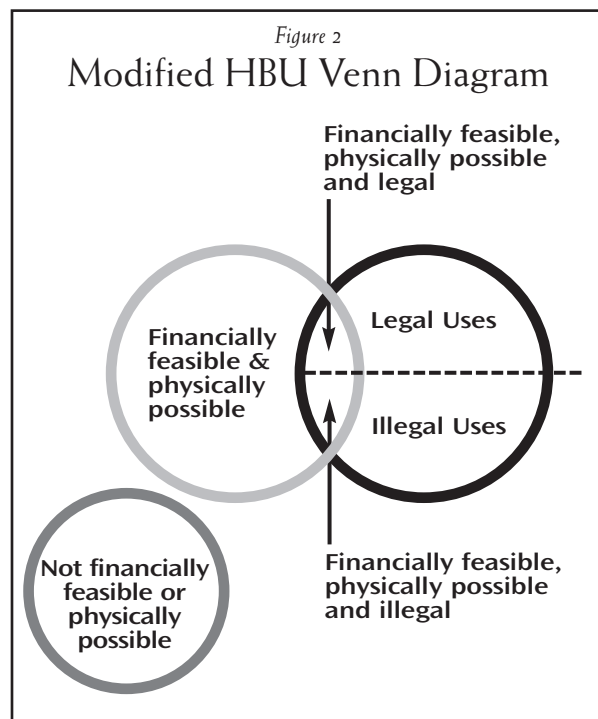 Figure 2
Modified HBU Venn Diagram
Financially feasible,
physically possible
and legal
Financially
feasible &
physically
possible
Legal Uses
Illegal Uses
Not financially
feasible or
physically
possible
Financially feasible,
physically possible
and illegal